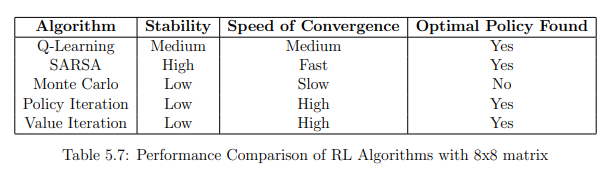 Algorithm Stability Speed of Convergence Optimal Policy Found
Q-Learning Medium Medium Yes
SARSA High Fast Yes
Monte Carlo Low Slow No
Policy Iteration Low High Yes
Value Iteration Low High Yes
Table 5.7: Performance Comparison of RL Algorithms with 8x8 matrix